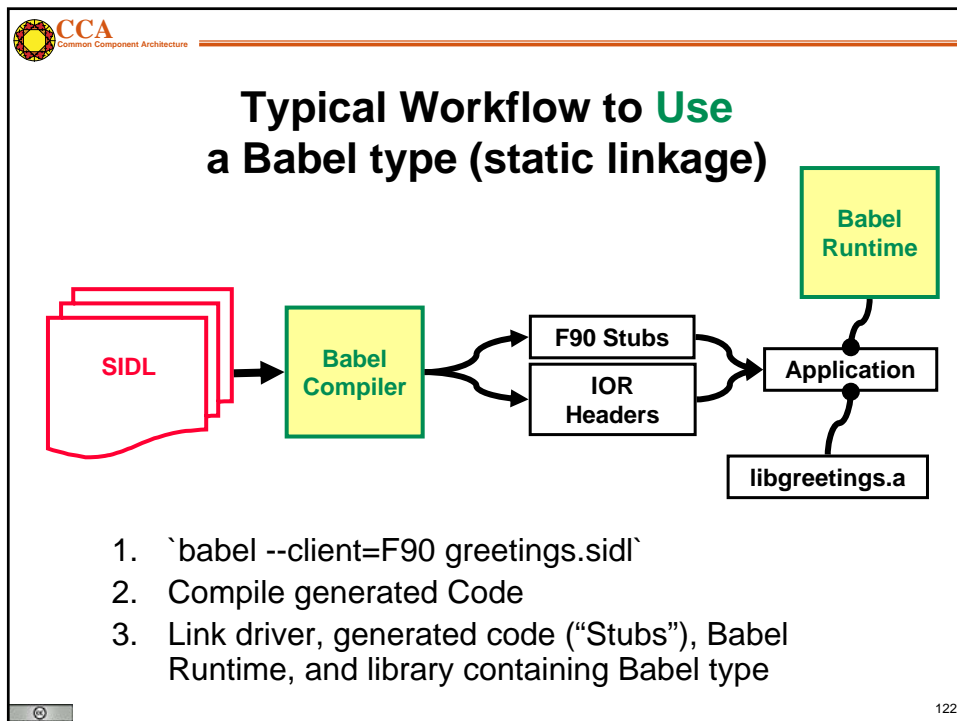 CCA
Common Component Architecture
Typical Workflow to Use
a Babel type (static linkage)
Babel
Runtime
SIDL
Babel
Compiler
F90 Stubs
IOR
Headers
Application
libgreetings.a
1. `babel --client=F90 greetings.sidl`
2. Compile generated Code
3. Link driver, generated code (“Stubs”), Babel
Runtime, and library containing Babel type
cc
122